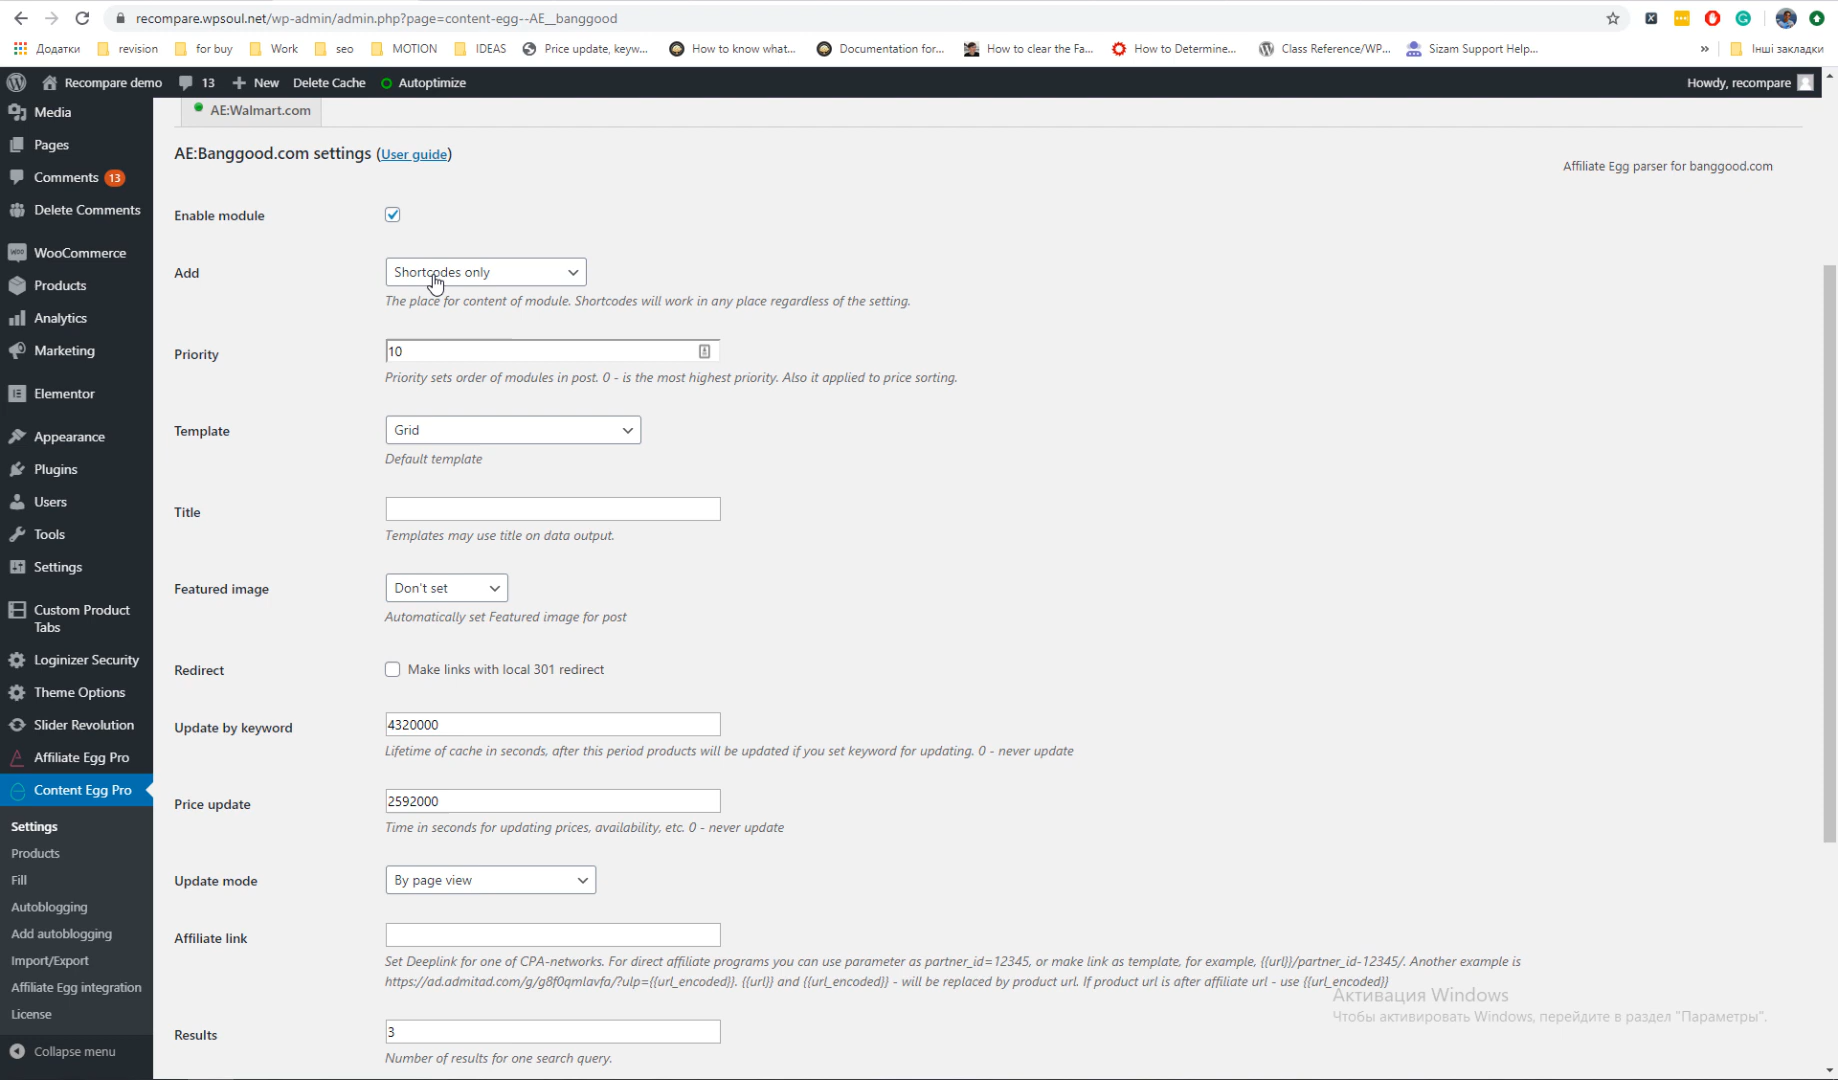 recompare.wpsoul.net/wp-admin/admin.php?page=content-egg--AE__banggood
Додатки
revision
for buy
Work
seo
MOTION
IDEAS
Price update, keyw...
How to know what...
Documentation for...
How to clear the Fa...
How to Determine...
Class Reference/WP...
Sizam Support Help...
»
Інші закладки
Recompare demo
13
New
Delete Cache
Autoptimize
Howdy, recompare
Media
Pages
Comments 13
Delete Comments
WooCommerce
Products
Analytics
Marketing
Elementor
Appearance
Plugins
Users
Tools
Settings
Custom Product
Tabs
Loginizer Security
Theme Options
Slider Revolution
Affiliate Egg Pro
Content Egg Pro
Settings
Products
Fill
Autoblogging
Add autoblogging
Import/Export
Affiliate Egg integration
License
Collapse menu
AE:Walmart.com
AE:Banggood.com settings (User guide)
Affiliate Egg parser for banggood.com
Enable module
Add
Shortcodes only
The place for content of module. Shortcodes will work in any place regardless of the setting.
Priority
10
Priority sets order of modules in post. 0 - is the most highest priority. Also it applied to price sorting.
Template
Grid
Default template
Title
Templates may use title on data output.
Featured image
Don't set
Automatically set Featured image for post
Redirect
Make links with local 301 redirect
Update by keyword
4320000
Lifetime of cache in seconds, after this period products will be updated if you set keyword for updating. 0 - never update
Price update
2592000
Time in seconds for updating prices, availability, etc. 0 - never update
Update mode
By page view
Affiliate link
Set Deeplink for one of CPA-networks. For direct affiliate programs you can use parameter as partner_id=12345, or make link as template, for example, {{url}}/partner_id-12345/. Another example is
https://ad.admitad.com/g/g8f0qmlavfa/?ulp={{url_encoded}}. {{url}} and {{url_encoded}} - will be replaced by product url. If product url is after affiliate url - use {{url_encoded}}
Активация Windows
Чтобы активировать Windows, перейдите в раздел "Параметры".
Results
3
Number of results for one search query.